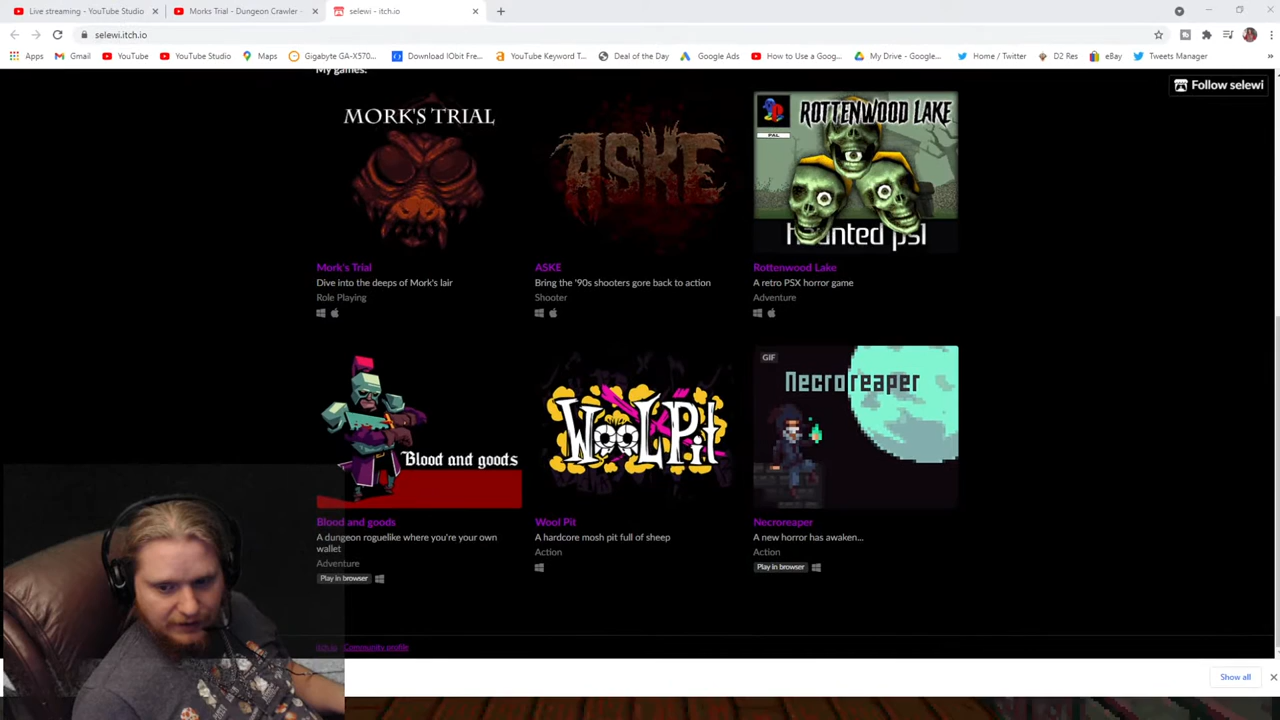 Live streaming - YouTube Studio
Morks Trial - Dungeon Crawler -
selewi - itch.io
selewi.itch.io
Apps
Gmail
YouTube
YouTube Studio
Maps
Gigabyte GA-X570...
Download IObit Fre...
YouTube Keyword T...
Deal of the Day
Google Ads
How to Use a Goog...
My Drive - Google...
Home / Twitter
D2 Res
eBay
Tweets Manager
»
My games:
Follow selewi
MORK'S TRIAL
ASKE
PAL
ROTTENWOOD LAKE
haunted ps1
Mork's Trial
Dive into the deeps of Mork's lair
Role Playing
ASKE
Bring the '90s shooters gore back to action
Shooter
Rottenwood Lake
A retro PSX horror game
Adventure
Blood and goods
WOOLPit
GIF
Necroreaper
Blood and goods
A dungeon roguelike where you're your own
wallet
Adventure
Play in browser
Wool Pit
A hardcore mosh pit full of sheep
Action
Necroreaper
A new horror has awaken...
Action
Play in browser
itch.io
Community profile
Show all